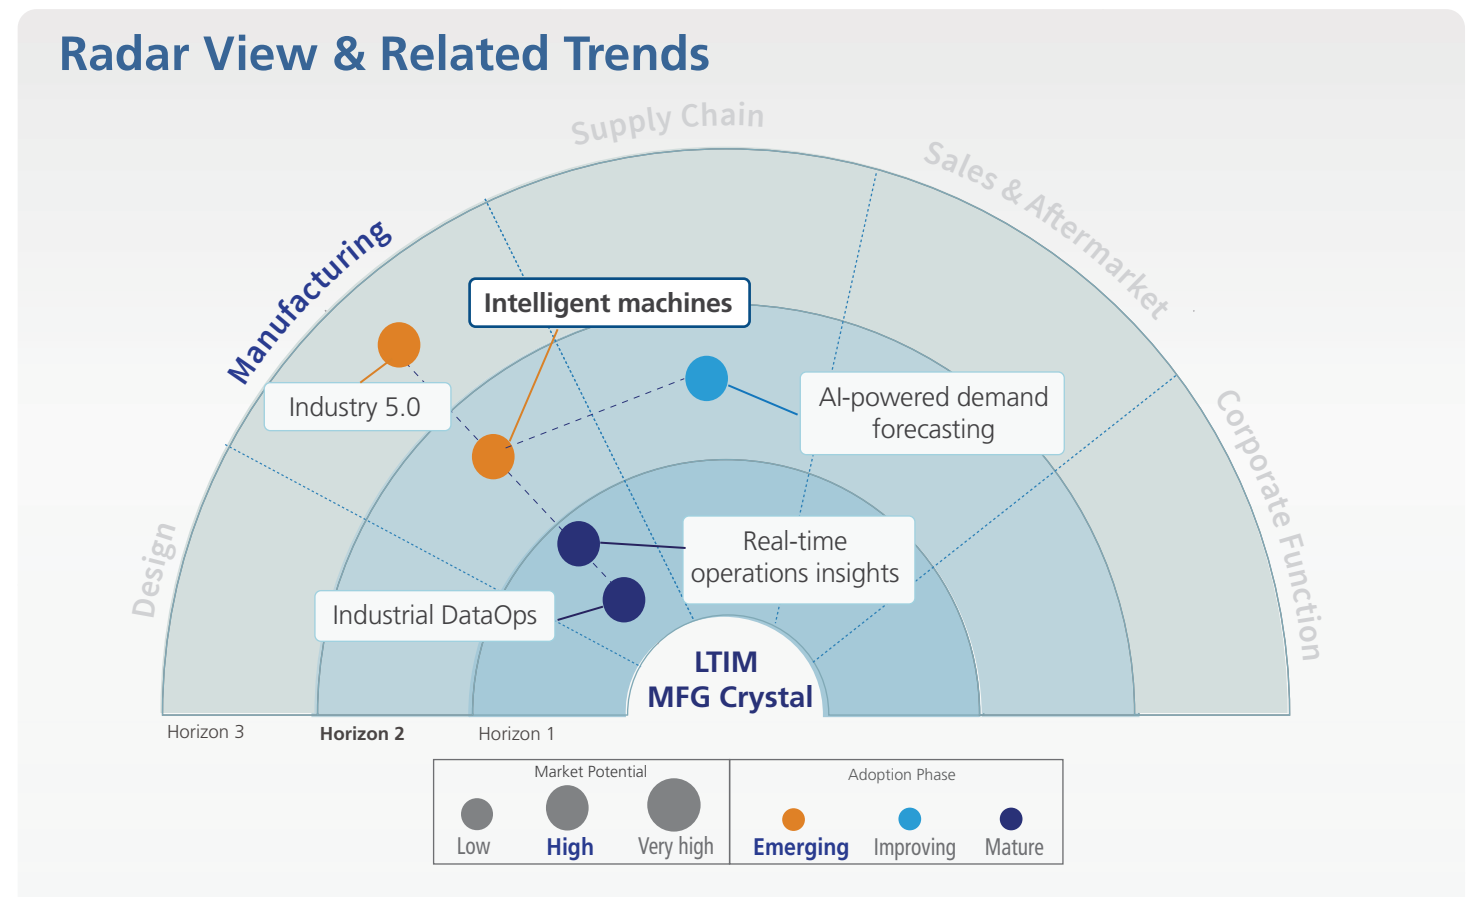 Radar View & Related Trends
Supply Chain
Sales & Aftermarket
Manufacturing
Intelligent machines
Industry 5.0
AI-powered demand
forecasting
Corporate Function
Design
Real-time
operations insights
Industrial DataOps
LTIM
MFG Crystal
Horizon 3
Horizon 2
Horizon 1
Market Potential
Low
High
Very high
Adoption Phase
Emerging
Improving
Mature